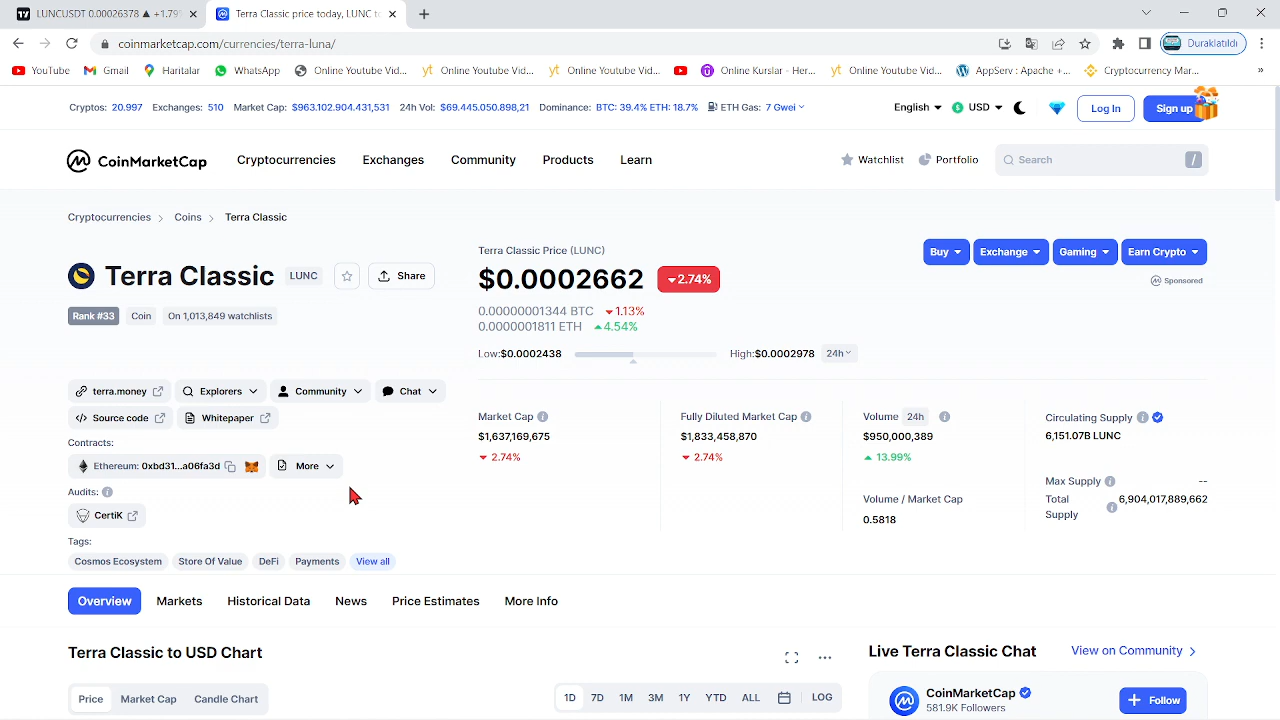 LUNCUSDT 0.00026378 ▲ +1.79%
Terra Classic price today, LUNC to
coinmarketcap.com/currencies/terra-luna/
Duraklatıldı
YouTube
Gmail
Haritalar
WhatsApp
Online Youtube Vid...
Online Youtube Vid...
Online Youtube Vid...
Online Kurslar - Her...
Online Youtube Vid...
AppServ : Apache +...
Cryptocurrency Mar...
»
Cryptos: 20.997 Exchanges: 510 Market Cap: $963.102.904.431,531 24h Vol: $69.445.050.898,21 Dominance: BTC: 39.4% ETH: 18.7% ETH Gas: 7 Gwei
English
USD
Log In
Sign up
CoinMarketCap
Cryptocurrencies
Exchanges
Community
Products
Learn
Watchlist
Portfolio
Search
/
Cryptocurrencies > Coins > Terra Classic
Terra Classic LUNC
Share
Rank #33
Coin
On 1,013,849 watchlists
terra.money
Explorers
Community
Chat
Source code
Whitepaper
Contracts:
Ethereum: 0xbd31...a06fa3d
More
Audits:
CertiK
Tags:
Cosmos Ecosystem
Store Of Value
DeFi
Payments
View all
Terra Classic Price (LUNC)
$0.0002662 2.74%
0.00000001344 BTC 1.13%
0.0000001811 ETH 4.54%
Low:$0.0002438
High:$0.0002978
24h
Buy
Exchange
Gaming
Earn Crypto
Sponsored
Market Cap
$1,637,169,675
2.74%
Fully Diluted Market Cap
$1,833,458,870
2.74%
Volume 24h
$950,000,389
13.99%
Volume / Market Cap
0.5818
Circulating Supply
6,151.07B LUNC
Max Supply --
Total Supply 6,904,017,889,662
Overview
Markets
Historical Data
News
Price Estimates
More Info
Terra Classic to USD Chart
Price
Market Cap
Candle Chart
1D
7D
1M
3M
1Y
YTD
ALL
LOG
Live Terra Classic Chat
View on Community
CoinMarketCap
581.9K Followers
+ Follow